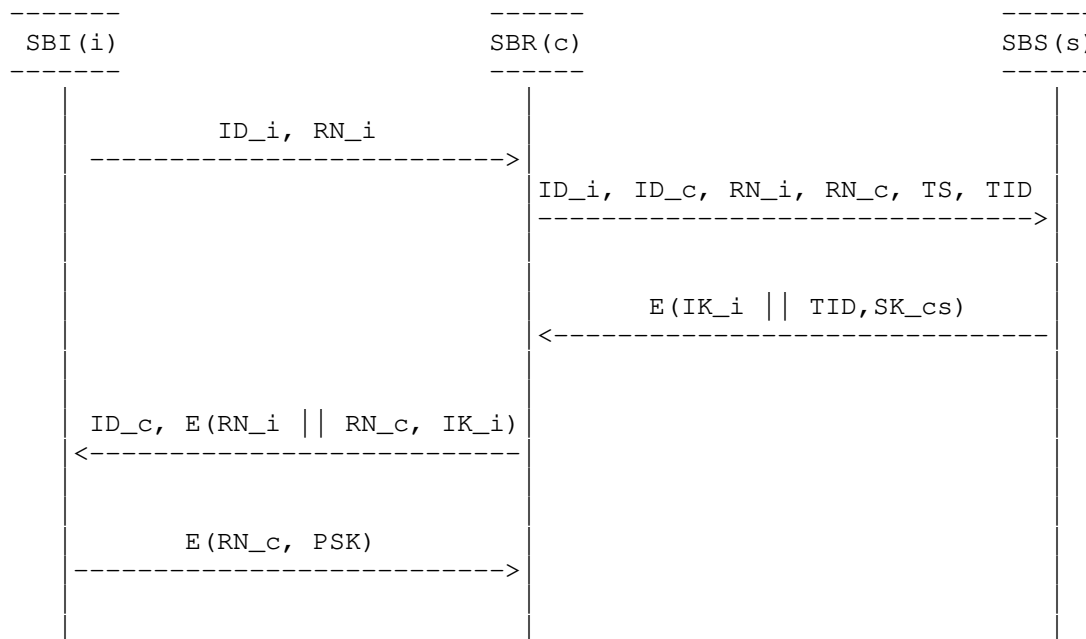 SBI(i) SBR(c) SBS(s)
ID_i, RN_i
ID_i, ID_c, RN_i, RN_c, TS, TID
E(IK_i || TID,SK_cs)
ID_c, E(RN_i || RN_c, IK_i)
E(RN_c, PSK)